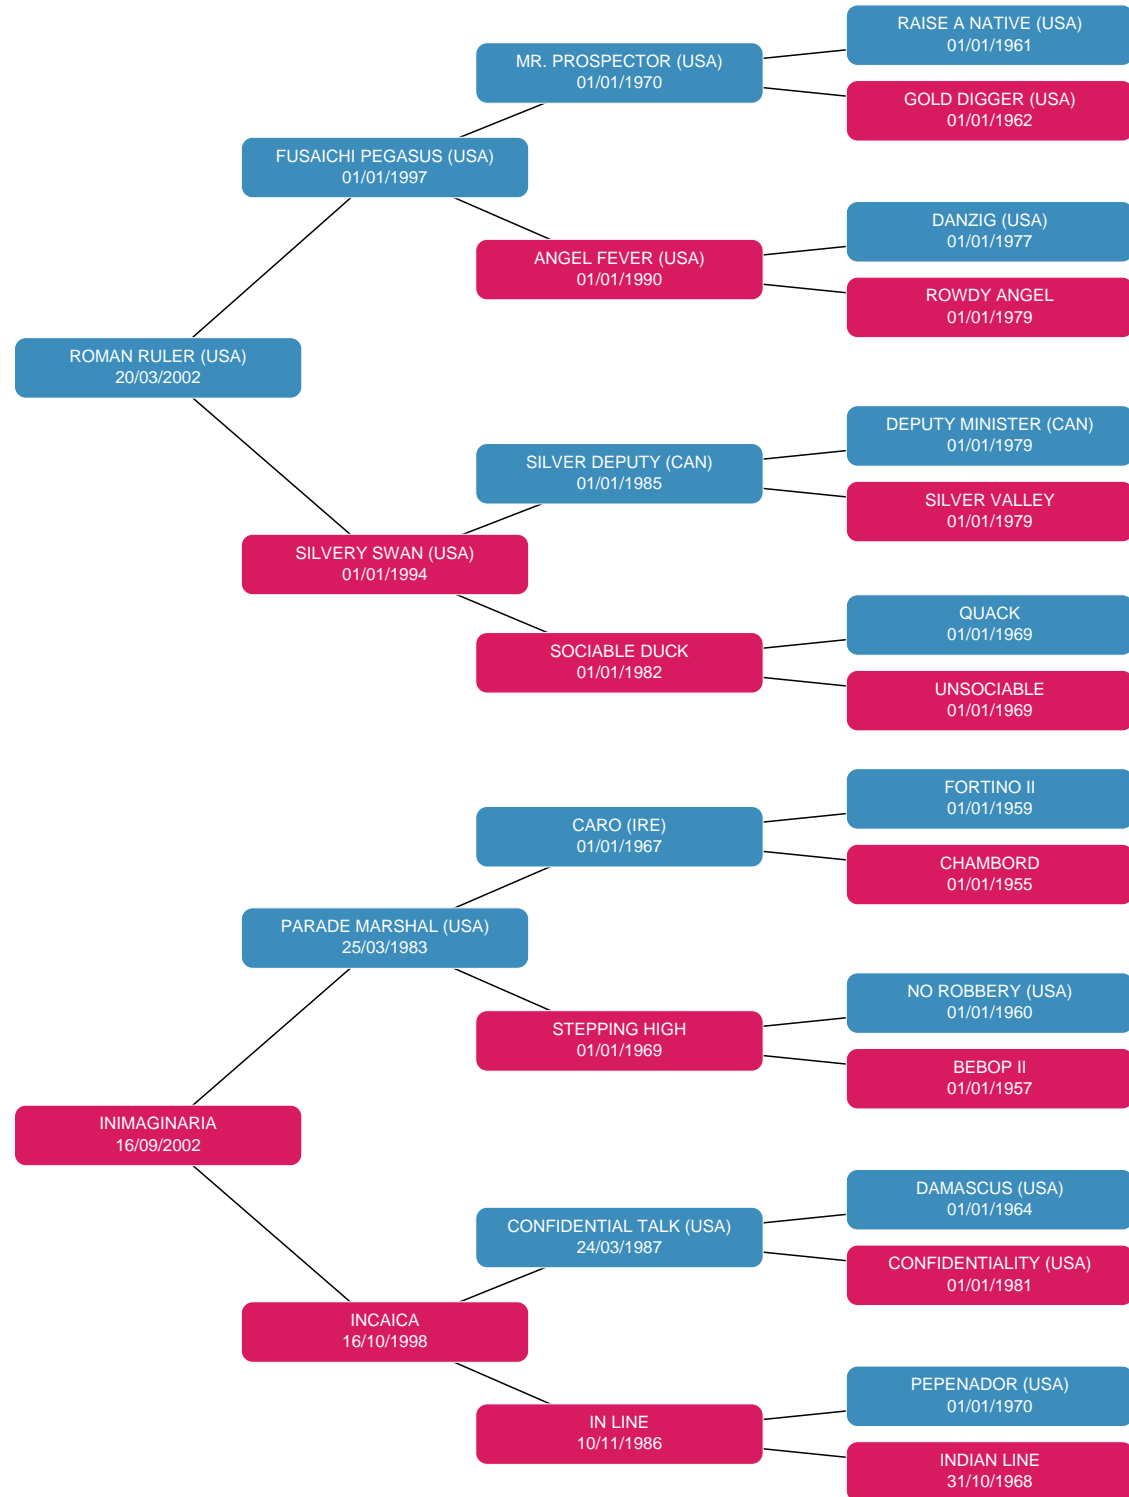 RAISE A NATIVE (USA)
01/01/1961
MR. PROSPECTOR (USA)
01/01/1970
GOLD DIGGER (USA)
01/01/1962
FUSAICHI PEGASUS (USA)
01/01/1997
DANZIG (USA)
01/01/1977
ANGEL FEVER (USA)
01/01/1990
ROWDY ANGEL
01/01/1979
ROMAN RULER (USA)
20/03/2002
DEPUTY MINISTER (CAN)
01/01/1979
SILVER DEPUTY (CAN)
01/01/1985
SILVER VALLEY
01/01/1979
SILVERY SWAN (USA)
01/01/1994
QUACK
01/01/1969
SOCIABLE DUCK
01/01/1982
UNSOCIABLE
01/01/1969
FORTINO II
01/01/1959
CARO (IRE)
01/01/1967
CHAMBORD
01/01/1955
PARADE MARSHAL (USA)
25/03/1983
NO ROBBERY (USA)
01/01/1960
STEPPING HIGH
01/01/1969
BEBOP II
01/01/1957
INIMAGINARIA
16/09/2002
DAMASCUS (USA)
01/01/1964
CONFIDENTIAL TALK (USA)
24/03/1987
CONFIDENTIALITY (USA)
01/01/1981
INCAICA
16/10/1998
PEPENADOR (USA)
01/01/1970
IN LINE
10/11/1986
INDIAN LINE
31/10/1968